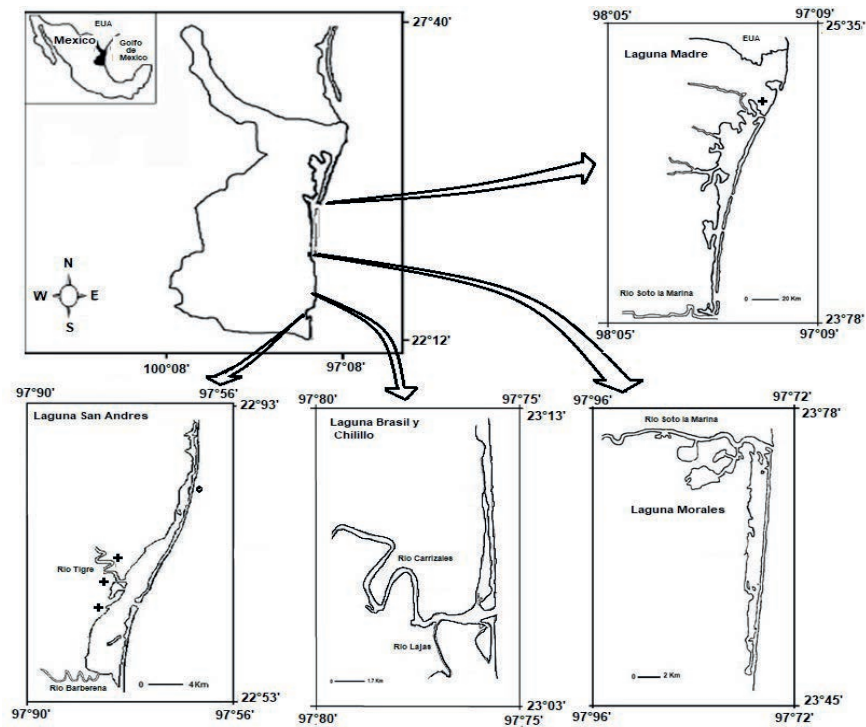 EUA
Mexico
Golfo
de
Mexico
27°40'
N
W E
S
22°12'
100°08'
97°08'
98°05'
97°09'
25°35'
EUA
Laguna Madre
Rio Soto la Marina
0 20 Km
23°78'
98°05'
97°09'
97°90'
97°56'
22°93'
Laguna San Andres
Rio Tigre
Rio Barberena
0 4 Km
22°53'
97°90'
97°56'
97°80'
97°75'
23°13'
Laguna Brasil y
Chilillo
Rio Carrizales
Rio Lajas
0 1.7 Km
23°03'
97°80'
97°75'
97°96'
97°72'
23°78'
Rio Soto la Marina
Laguna Morales
0 2 Km
23°45'
97°96'
97°72'